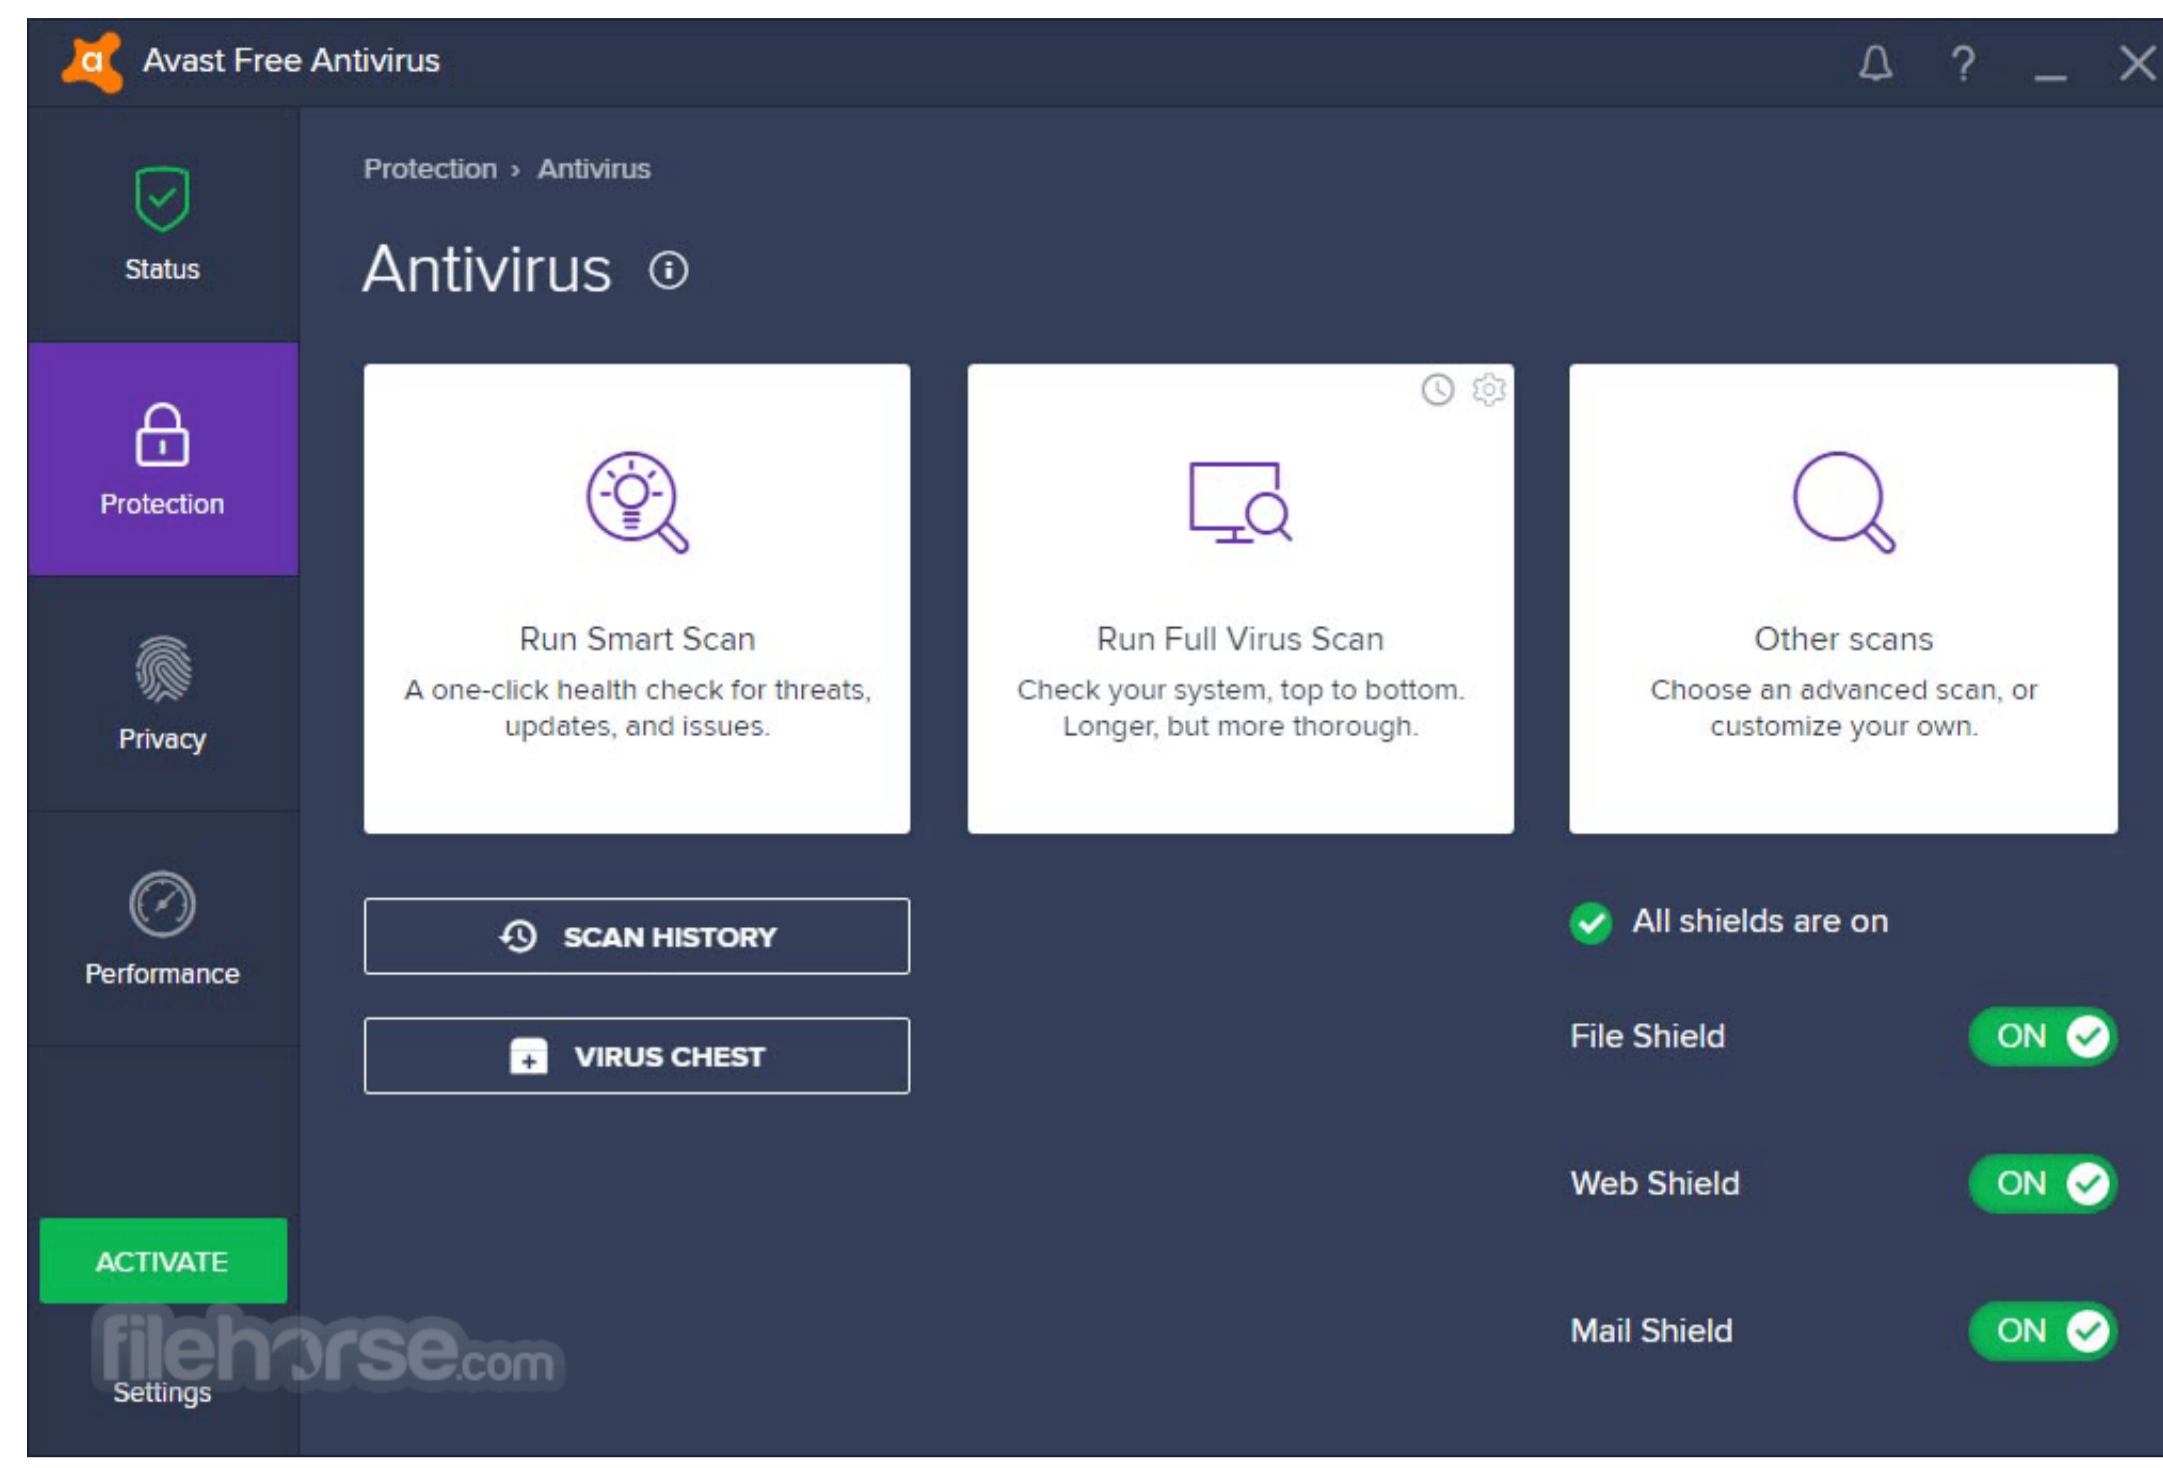 a Avast Free Antivirus
?
Status
Protection
Privacy
Performance
ACTIVATE
Settings
filehorse.com
Protection › Antivirus
Antivirus i
Run Smart Scan
A one-click health check for threats,
updates, and issues.
Run Full Virus Scan
Check your system, top to bottom.
Longer, but more thorough.
Other scans
Choose an advanced scan, or
customize your own.
SCAN HISTORY
VIRUS CHEST
All shields are on
File Shield ON
Web Shield ON
Mail Shield ON